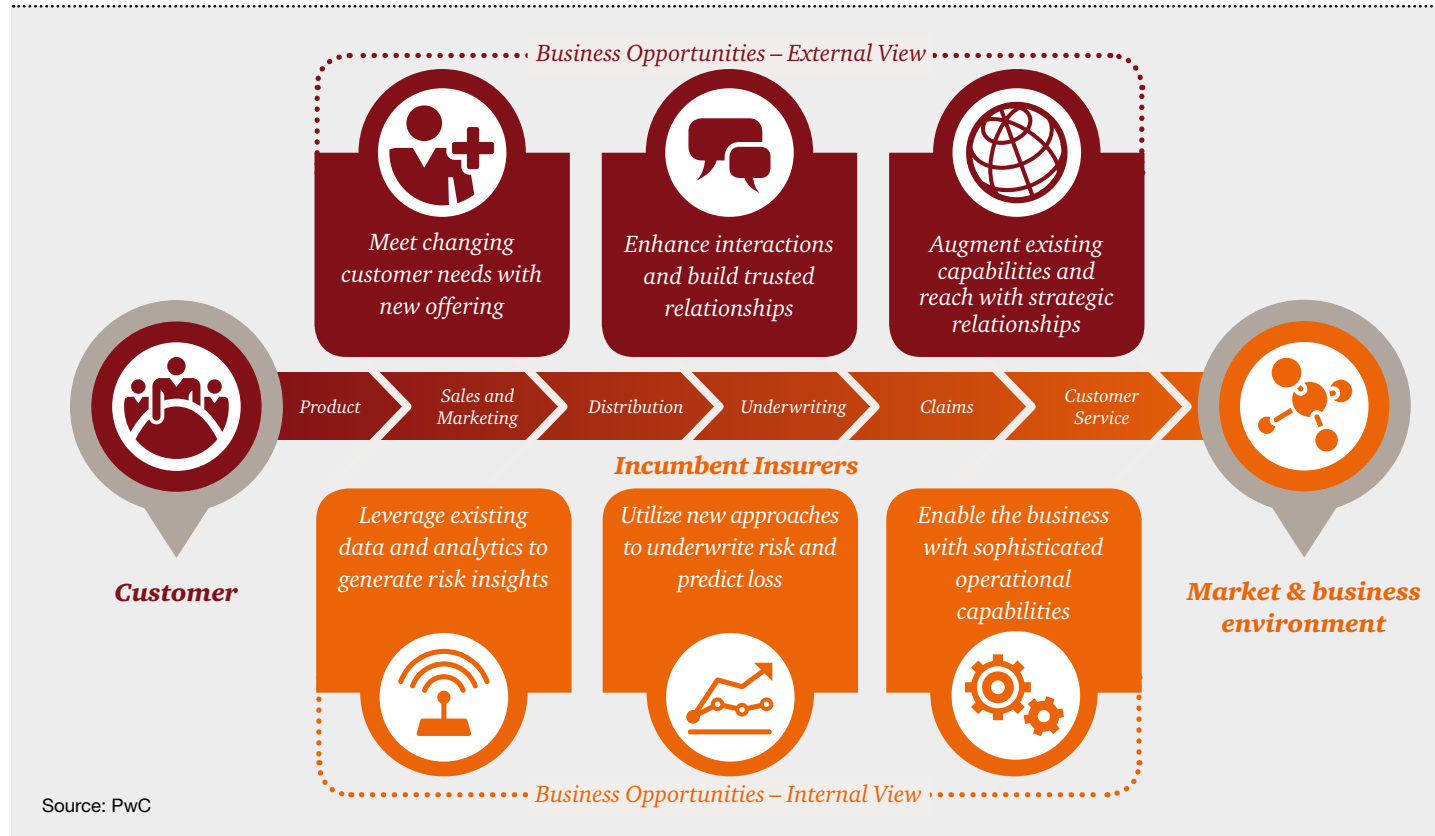 Business Opportunities – External View
Meet changing
customer needs with
new offering
Enhance interactions
and build trusted
relationships
Augment existing
capabilities and
reach with strategic
relationships
Product
Sales and
Marketing
Distribution
Underwriting
Claims
Customer
Service
Incumbent Insurers
Customer
Market & business
environment
Leverage existing
data and analytics to
generate risk insights
Utilize new approaches
to underwrite risk and
predict loss
Enable the business
with sophisticated
operational
capabilities
Business Opportunities – Internal View
Source: PwC